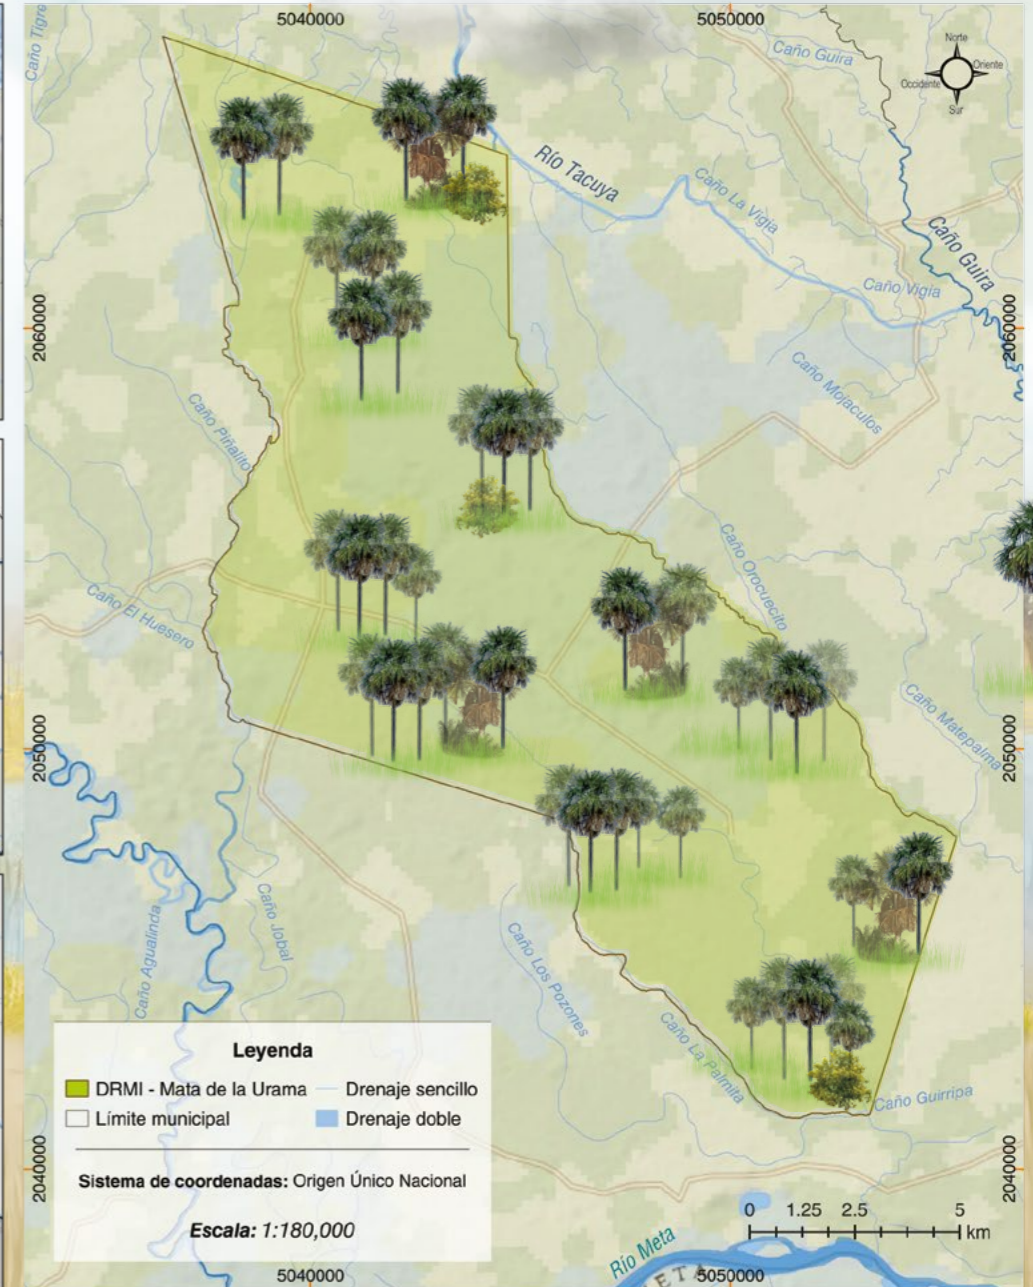 5040000
5050000
Caño Tigre
Caño Guira
Norte
Oriente
Occidente
Sur
Río Tacuya
Caño La Vigia
Caño Guira
Caño Vigia
2060000
2060000
Caño Mojaculos
Caño Piñalito
Caño Orocuecito
Caño El Huesero
Caño Matepalma
2050000
2050000
Caño Agualinda
Caño Jobal
Caño Los Pozones
Caño La Palmita
Caño Guirripa
Leyenda
DRMI - Mata de la Urama
Drenaje sencillo
Límite municipal
Drenaje doble
Sistema de coordenadas: Origen Único Nacional
Escala: 1:180,000
2040000
2040000
0 1.25 2.5 5
km
Río Meta
ETA
5040000
5050000